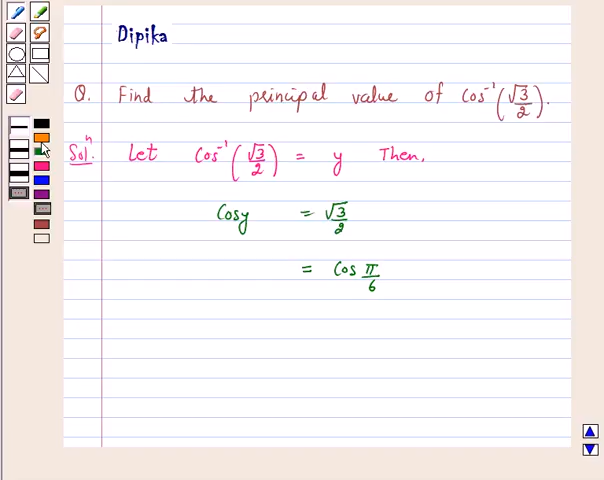 Dipika
Q. Find the principal value of cos⁻¹(√3/2).
Solⁿ. Let cos⁻¹(√3/2) = y Then,
cosy = √3/2
= cos π/6